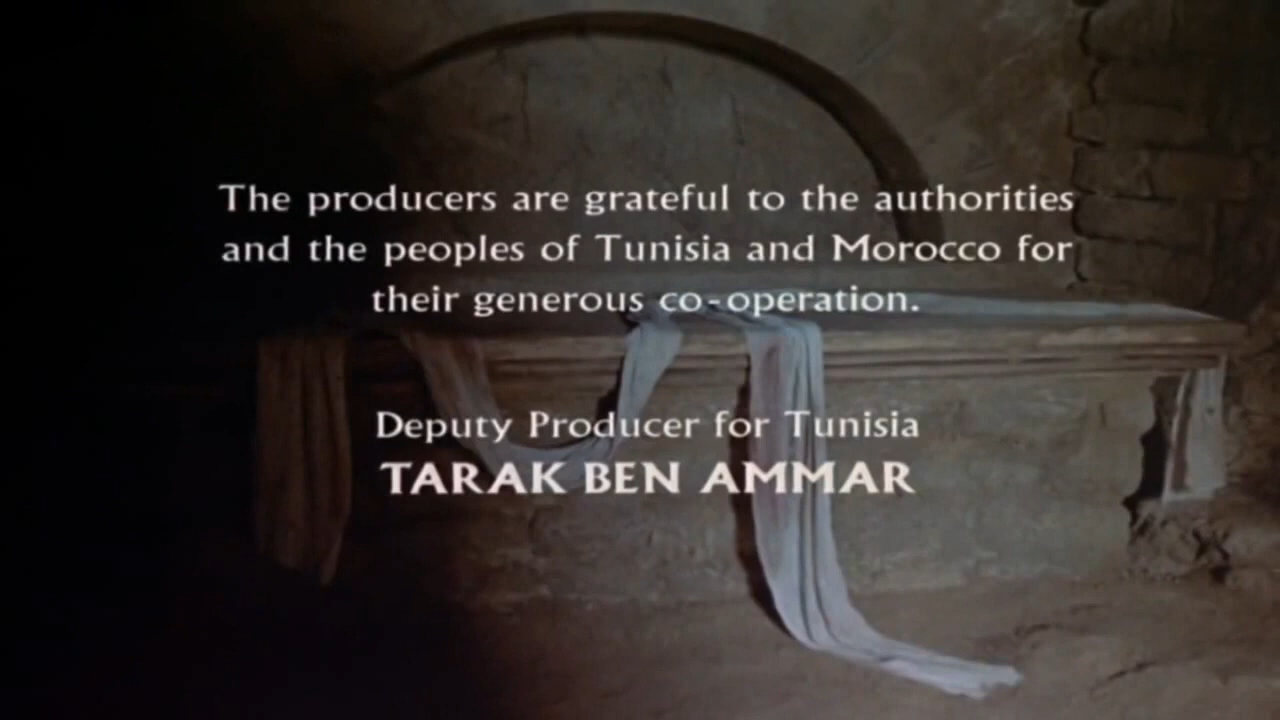 The producers are grateful to the authorities
and the peoples of Tunisia and Morocco for
their generous co-operation.
Deputy Producer for Tunisia
TARAK BEN AMMAR